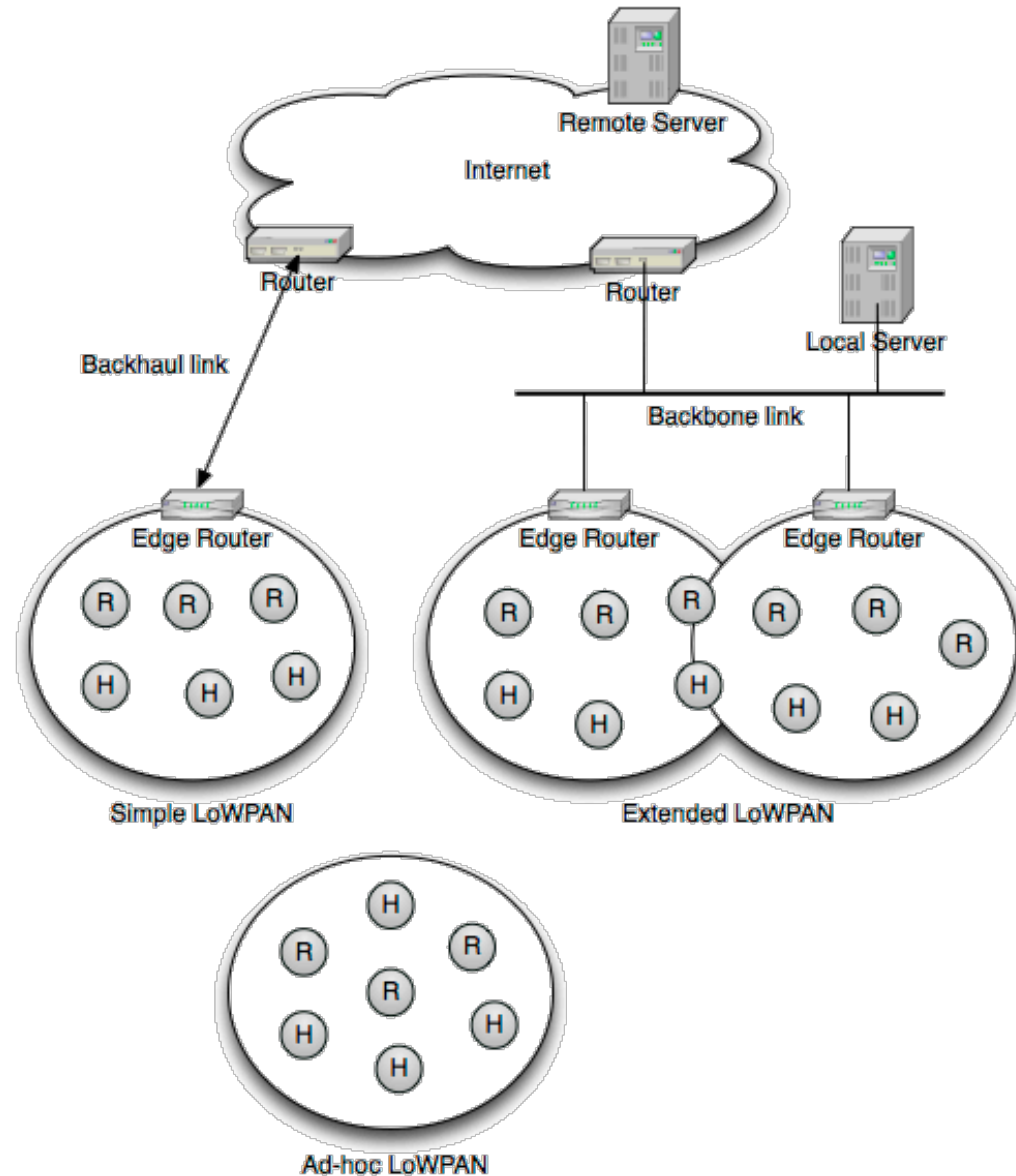 Remote Server
Internet
Router
Router
Local Server
Backhaul link
Backbone link
Edge Router
Edge Router
Edge Router
R
R
R
H
H
H
R
R
R
R
R
R
H
H
H
H
H
Simple LoWPAN
Extended LoWPAN
H
R
R
R
H
H
H
Ad-hoc LoWPAN